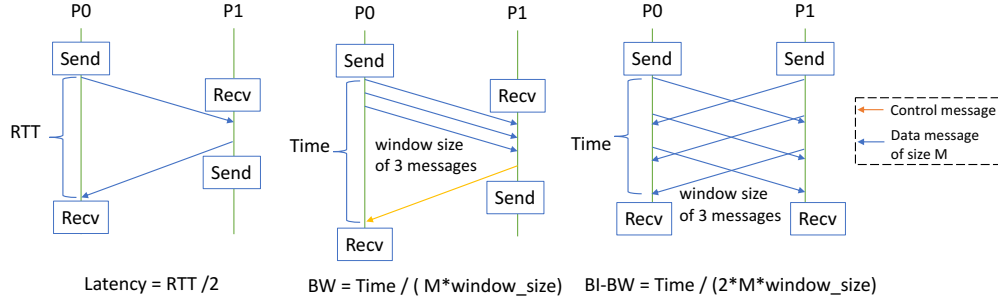 P0
P1
Send
Recv
RTT
Send
Recv
Latency = RTT /2
P0
P1
Send
Recv
Time
window size
of 3 messages
Send
Recv
BW = Time / ( M*window_size)
P0
P1
Send
Send
Time
window size
of 3 messages
Recv
Recv
BI-BW = Time / (2*M*window_size)
Control message
Data message
of size M